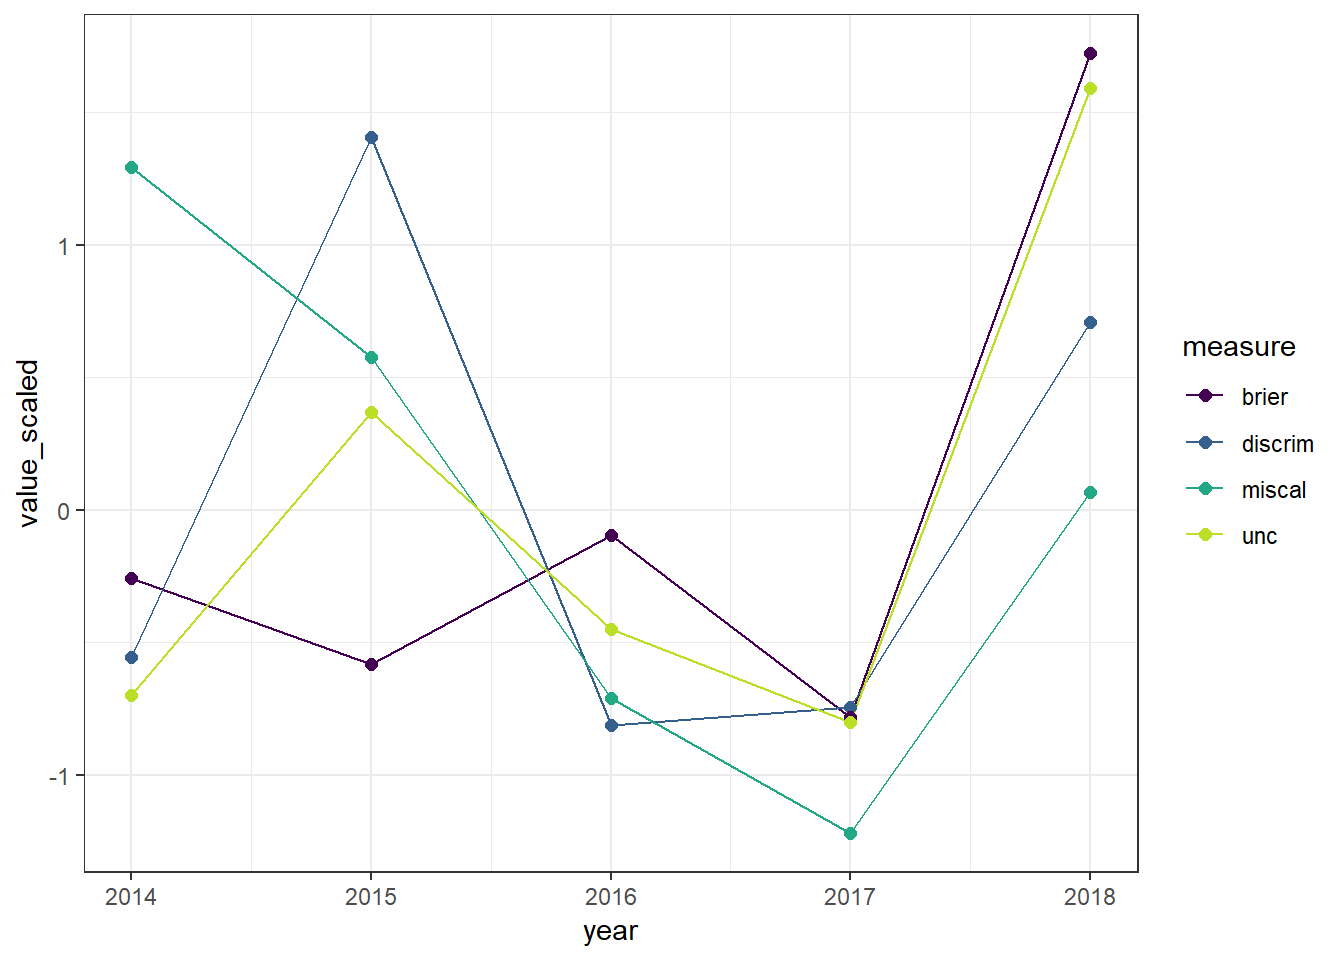 value_scaled
1
0
-1
2014 2015 2016 2017 2018
year
measure
brier
discrim
miscal
unc